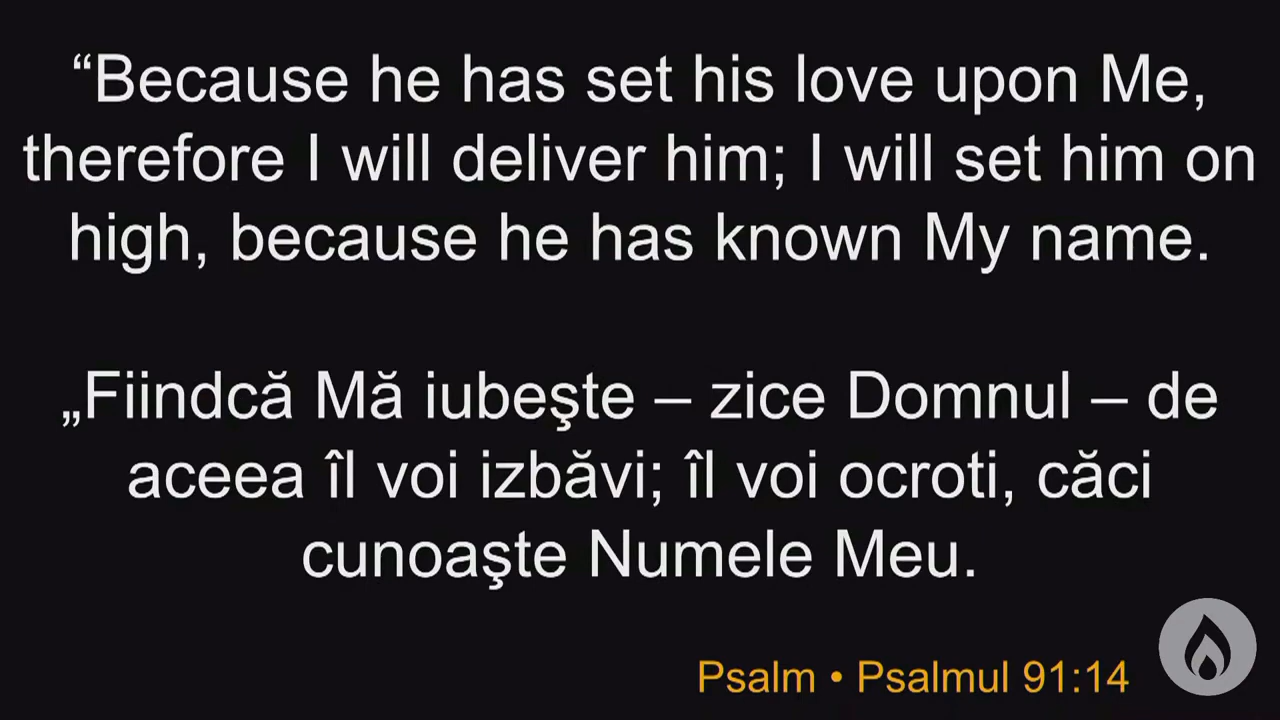 “Because he has set his love upon Me,
therefore I will deliver him; I will set him on
high, because he has known My name.
„Fiindcă Mă iubeşte – zice Domnul – de
aceea îl voi izbăvi; îl voi ocroti, căci
cunoaşte Numele Meu.
Psalm • Psalmul 91:14